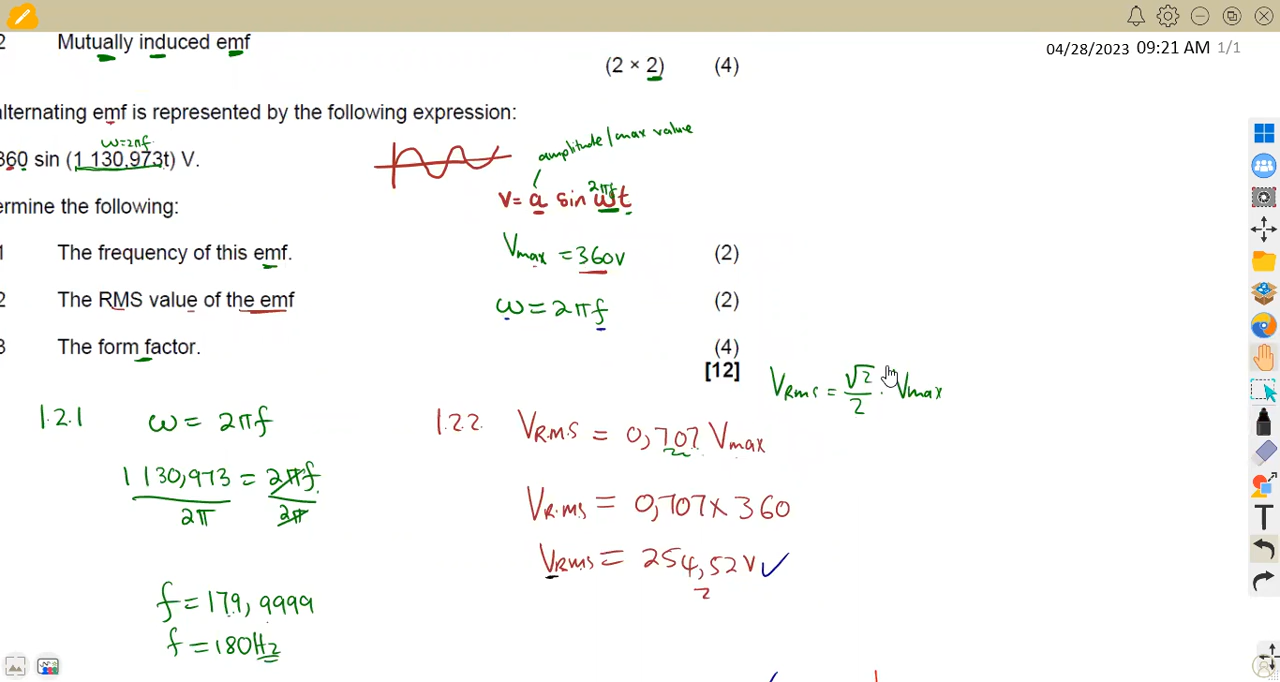 2 Mutually induced emf
04/28/2023 09:21 AM 1/1
(2 × 2) (4)
alternating emf is represented by the following expression:
ω=2πf
360 sin (1 130,973t) V.
amplitude/max value
2πf
v= a sin ωt
ermine the following:
1 The frequency of this emf. (2)
Vmax = 360v
2 The RMS value of the emf (2)
ω = 2πf
3 The form factor. (4)
[12]
VRms = √2/2 · Vmax
1.2.1 ω = 2πf
1 130,973 = 2πf
2π 2π
f = 179,9999
f = 180Hz
1.2.2. VR.M.S = 0,707 Vmax
VR.M.S = 0,707 x 360
VRMS = 254,52V ✓
T